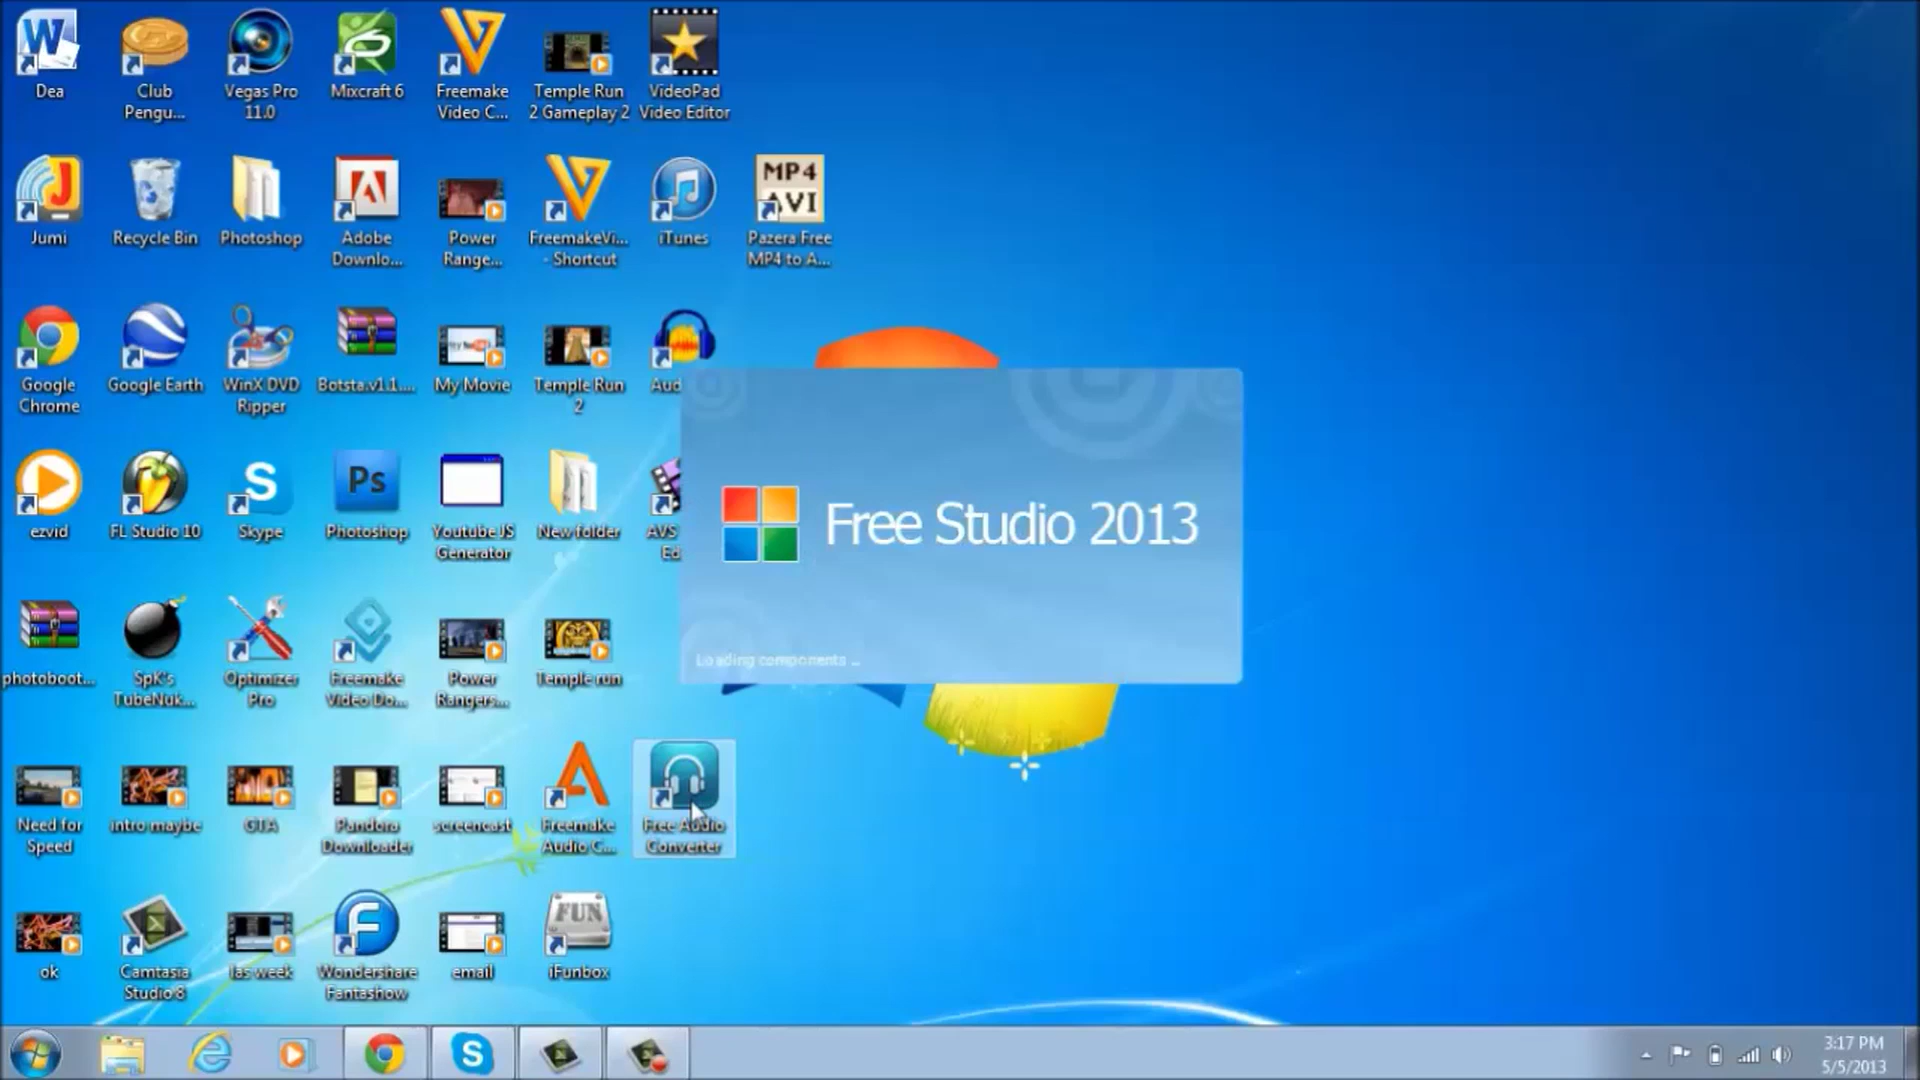 Dea
Club
Pengu...
Vegas Pro
11.0
Mixcraft 6
Freemake
Video C...
Temple Run
2 Gameplay 2
VideoPad
Video Editor
Jumi
Recycle Bin
Photoshop
Adobe
Downlo...
Power
Range...
FreemakeVi...
- Shortcut
iTunes
MP4
AVI
Pazera Free
MP4 to A...
Google
Chrome
Google Earth
WinX DVD
Ripper
Botsta.v1.1....
My Movie
Temple Run
2
Aud
ezvid
FL Studio 10
Skype
Ps
Photoshop
Youtube JS
Generator
New folder
AVS
Ed
Free Studio 2013
Loading components ...
photoboot...
SpK's
TubeNuk...
Optimizer
Pro
Freemake
Video Do...
Power
Rangers...
Temple run
Need for
Speed
intro maybe
GTA
Pandora
Downloader
screencast
Freemake
Audio C...
Free Audio
Converter
ok
Camtasia
Studio 8
las week
Wondershare
Fantashow
email
FUN
iFunbox
3:17 PM
5/5/2013